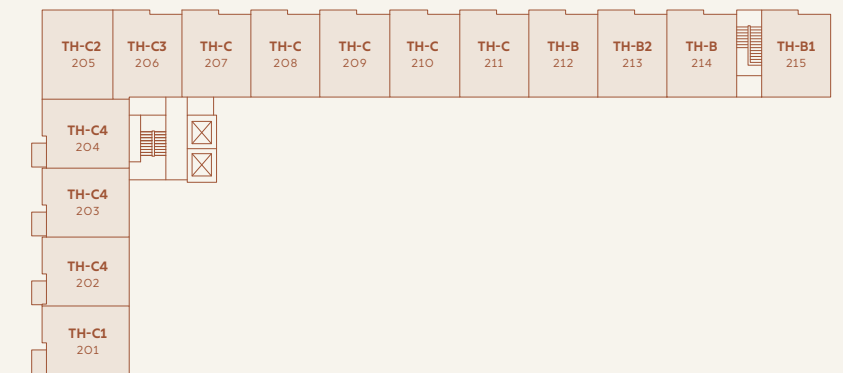 TH-C2
205
TH-C3
206
TH-C
207
TH-C
208
TH-C
209
TH-C
210
TH-C
211
TH-B
212
TH-B2
213
TH-B
214
TH-B1
215
TH-C4
204
TH-C4
203
TH-C4
202
TH-C1
201